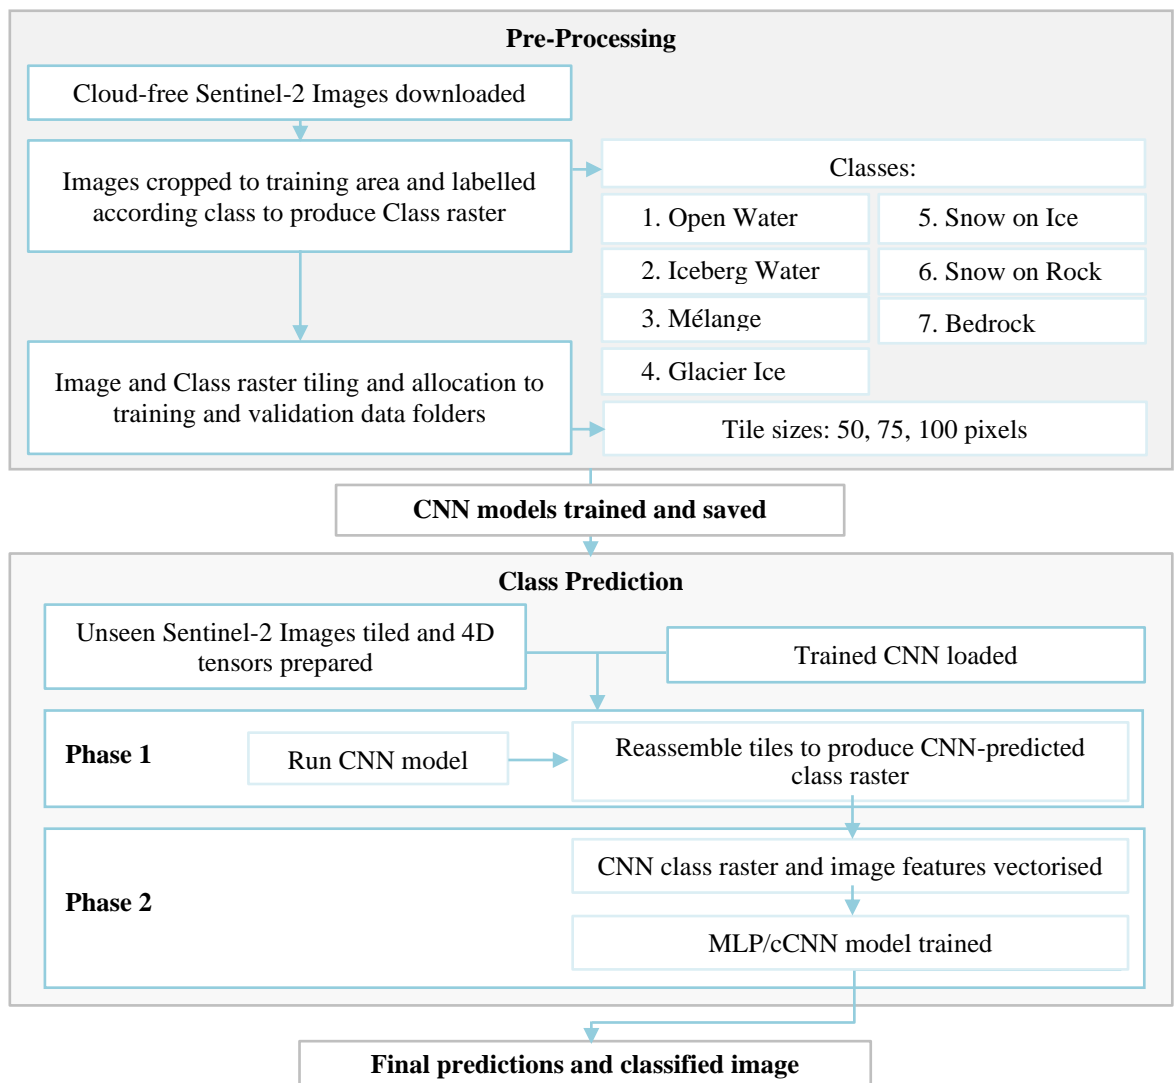 Pre-Processing
Cloud-free Sentinel-2 Images downloaded
Images cropped to training area and labelled
according class to produce Class raster
Classes:
1. Open Water
2. Iceberg Water
3. Mélange
4. Glacier Ice
5. Snow on Ice
6. Snow on Rock
7. Bedrock
Image and Class raster tiling and allocation to
training and validation data folders
Tile sizes: 50, 75, 100 pixels
CNN models trained and saved
Class Prediction
Unseen Sentinel-2 Images tiled and 4D
tensors prepared
Trained CNN loaded
Phase 1
Run CNN model
Reassemble tiles to produce CNN-predicted
class raster
Phase 2
CNN class raster and image features vectorised
MLP/cCNN model trained
Final predictions and classified image